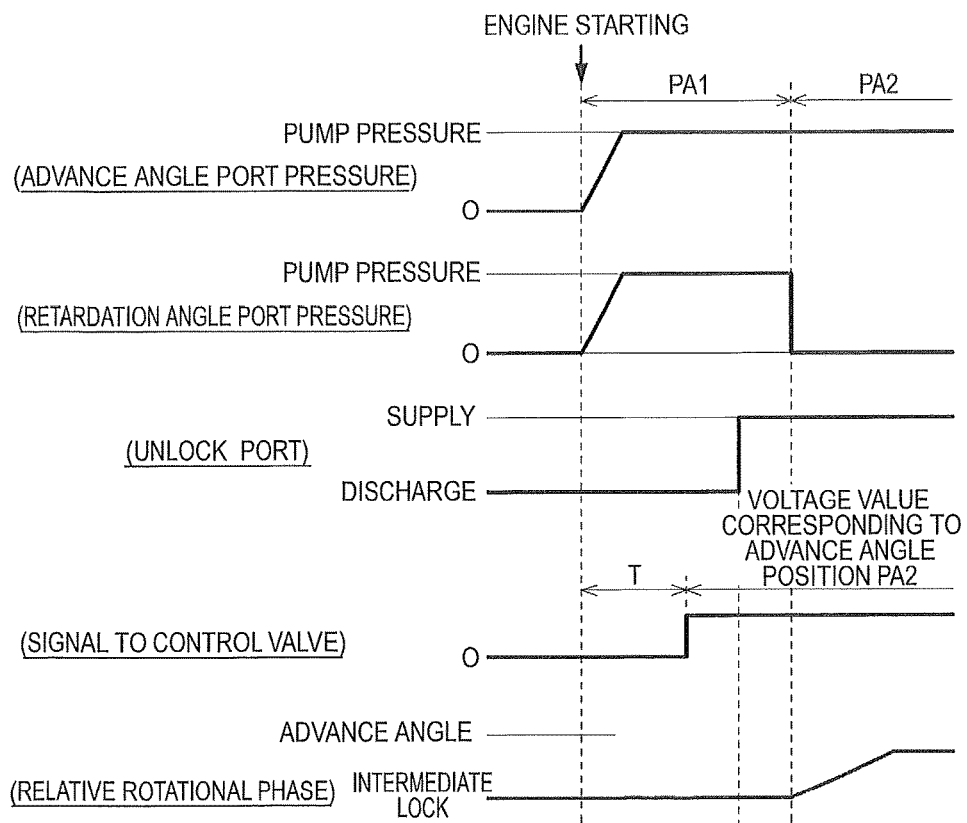 ENGINE STARTING
PA1
PA2
PUMP PRESSURE
(ADVANCE ANGLE PORT PRESSURE)
O
PUMP PRESSURE
(RETARDATION ANGLE PORT PRESSURE)
O
SUPPLY
(UNLOCK PORT)
DISCHARGE
VOLTAGE VALUE
CORRESPONDING TO
ADVANCE ANGLE
POSITION PA2
T
(SIGNAL TO CONTROL VALVE)
O
ADVANCE ANGLE
(RELATIVE ROTATIONAL PHASE)
INTERMEDIATE
LOCK